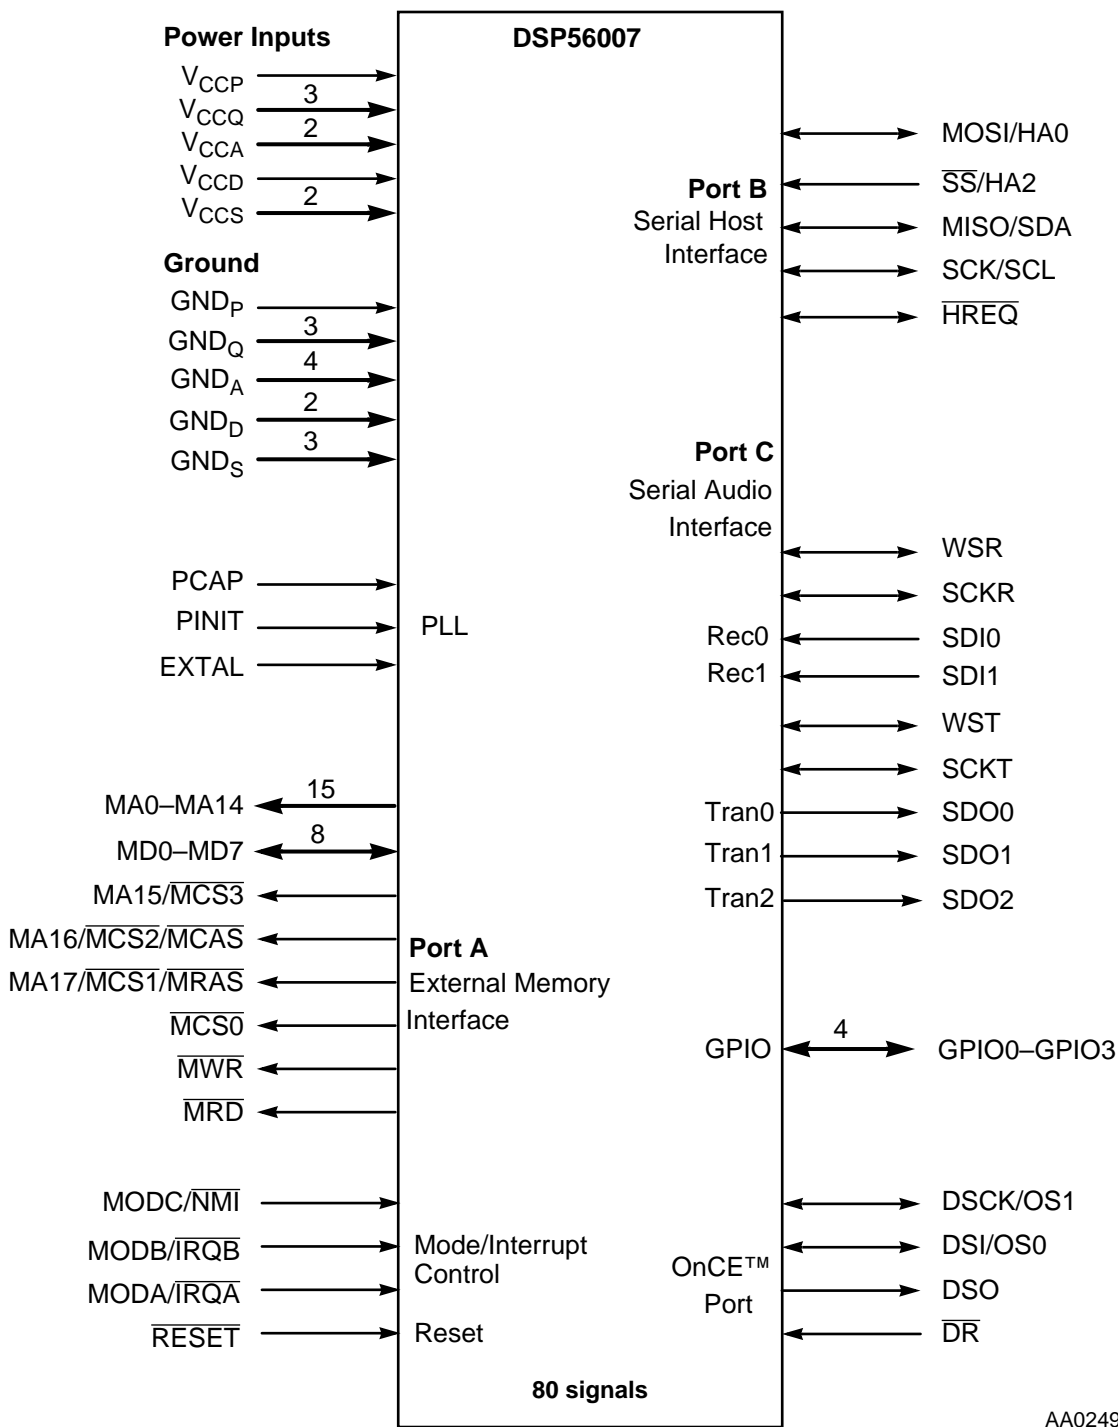 Power Inputs
DSP56007
VCCP
3
VCCQ
2
VCCA
VCCD
2
VCCS
Ground
GNDP
3
GNDQ
4
GNDA
2
GNDD
3
GNDS
PCAP
PINIT
EXTAL
PLL
15
MA0–MA14
8
MD0–MD7
MA15/MCS3
MA16/MCS2/MCAS
MA17/MCS1/MRAS
MCS0
MWR
MRD
Port A
External Memory
Interface
MODC/NMI
MODB/IRQB
MODA/IRQA
RESET
Mode/Interrupt
Control
Reset
Port B
Serial Host
Interface
MOSI/HA0
SS/HA2
MISO/SDA
SCK/SCL
HREQ
Port C
Serial Audio
Interface
WSR
SCKR
Rec0 SDI0
Rec1 SDI1
WST
SCKT
Tran0 SDO0
Tran1 SDO1
Tran2 SDO2
4
GPIO GPIO0–GPIO3
OnCE™
Port
DSCK/OS1
DSI/OS0
DSO
DR
80 signals
AA0249